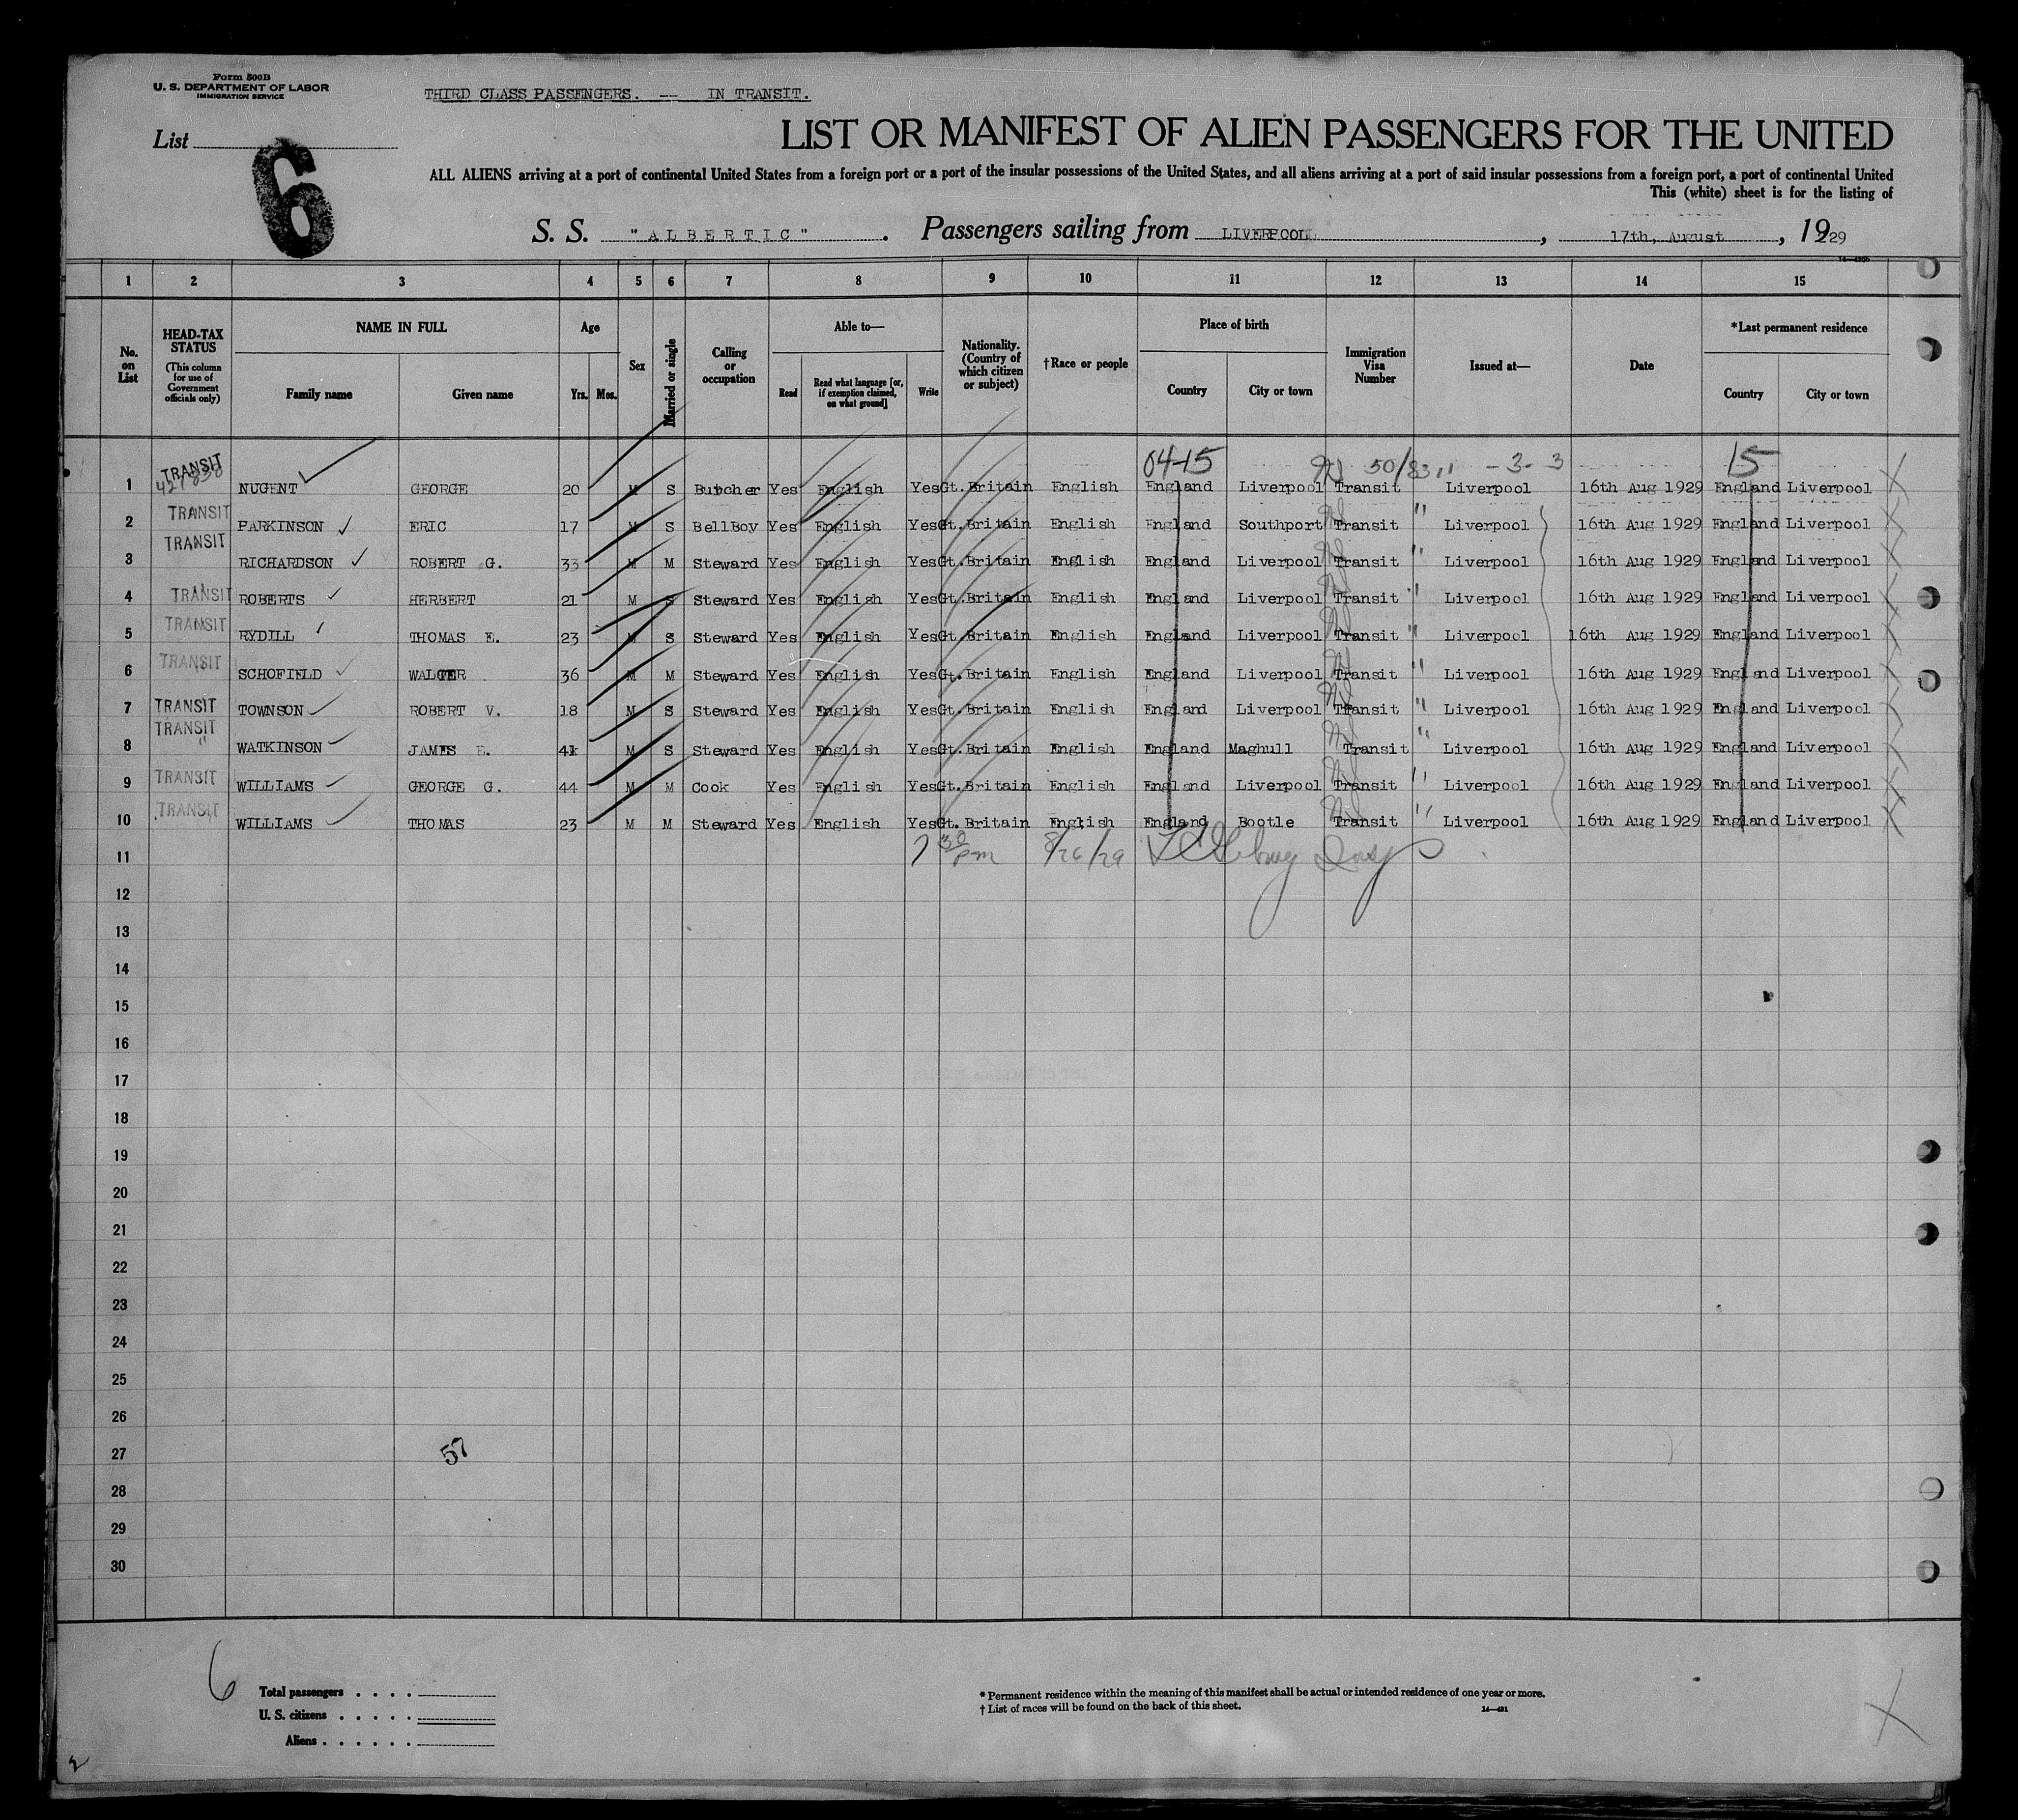 Form 500B
U. S. DEPARTMENT OF LABOR
IMMIGRATION SERVICE
THIRD CLASS PASSENGERS. -- IN TRANSIT.
List
6
LIST OR MANIFEST OF ALIEN PASSENGERS FOR THE UNITED
ALL ALIENS arriving at a port of continental United States from a foreign port or a port of the insular possessions of the United States, and all aliens arriving at a port of said insular possessions from a foreign port, a port of continental United
This (white) sheet is for the listing of
S. S. "ALBERTIC". Passengers sailing from LIVERPOOL, 17th, August, 1929
1 2 3 4 5 6 7 8 9 10 11 12 13 14 15
No. on List
HEAD-TAX STATUS
(This column for use of Government officials only)
NAME IN FULL
Family name
Given name
Age
Yrs. Mos.
Sex
Married or single
Calling or occupation
Able to—
Read
Read what language [or, if exemption claimed, on what ground]
Write
Nationality. (Country of which citizen or subject)
†Race or people
Place of birth
Country
City or town
Immigration Visa Number
Issued at—
Date
*Last permanent residence
Country
City or town
04-15 50/83 - 3 - 3 15
1 TRANSIT NUGENT GEORGE 20 M S Butcher Yes English Yes Gt.Britain English England Liverpool Transit Liverpool 16th Aug 1929 England Liverpool
2 TRANSIT PARKINSON ERIC 17 M S BellBoy Yes English Yes Gt.Britain English England Southport Transit " Liverpool 16th Aug 1929 England Liverpool
3 TRANSIT RICHARDSON ROBERT G. 33 M M Steward Yes English Yes Gt.Britain English England Liverpool Transit " Liverpool 16th Aug 1929 England Liverpool
4 TRANSIT ROBERTS HERBERT 21 M S Steward Yes English Yes Gt.Britain English England Liverpool Transit " Liverpool 16th Aug 1929 England Liverpool
5 TRANSIT RYDILL THOMAS E. 23 M S Steward Yes English Yes Gt.Britain English England Liverpool Transit " Liverpool 16th Aug 1929 England Liverpool
6 TRANSIT SCHOFIELD WALTER 36 M M Steward Yes English Yes Gt.Britain English England Liverpool Transit " Liverpool 16th Aug 1929 England Liverpool
7 TRANSIT TOWNSON ROBERT V. 18 M S Steward Yes English Yes Gt.Britain English England Liverpool Transit " Liverpool 16th Aug 1929 England Liverpool
8 TRANSIT WATKINSON JAMES E. 41 M S Steward Yes English Yes Gt.Britain English England Maghull Transit " Liverpool 16th Aug 1929 England Liverpool
9 TRANSIT WILLIAMS GEORGE G. 44 M M Cook Yes English Yes Gt.Britain English England Liverpool Transit " Liverpool 16th Aug 1929 England Liverpool
10 TRANSIT WILLIAMS THOMAS 23 M M Steward Yes English Yes Gt.Britain English England Bootle Transit " Liverpool 16th Aug 1929 England Liverpool
11 7 30 pm 8/26/29
12
13
14
15
16
17
18
19
20
21
22
23
24
25
26
27 57
28
29
30
6
Total passengers . . . .
U. S. citizens . . . . .
Aliens . . . . . .
* Permanent residence within the meaning of this manifest shall be actual or intended residence of one year or more.
† List of races will be found on the back of this sheet.
14—431